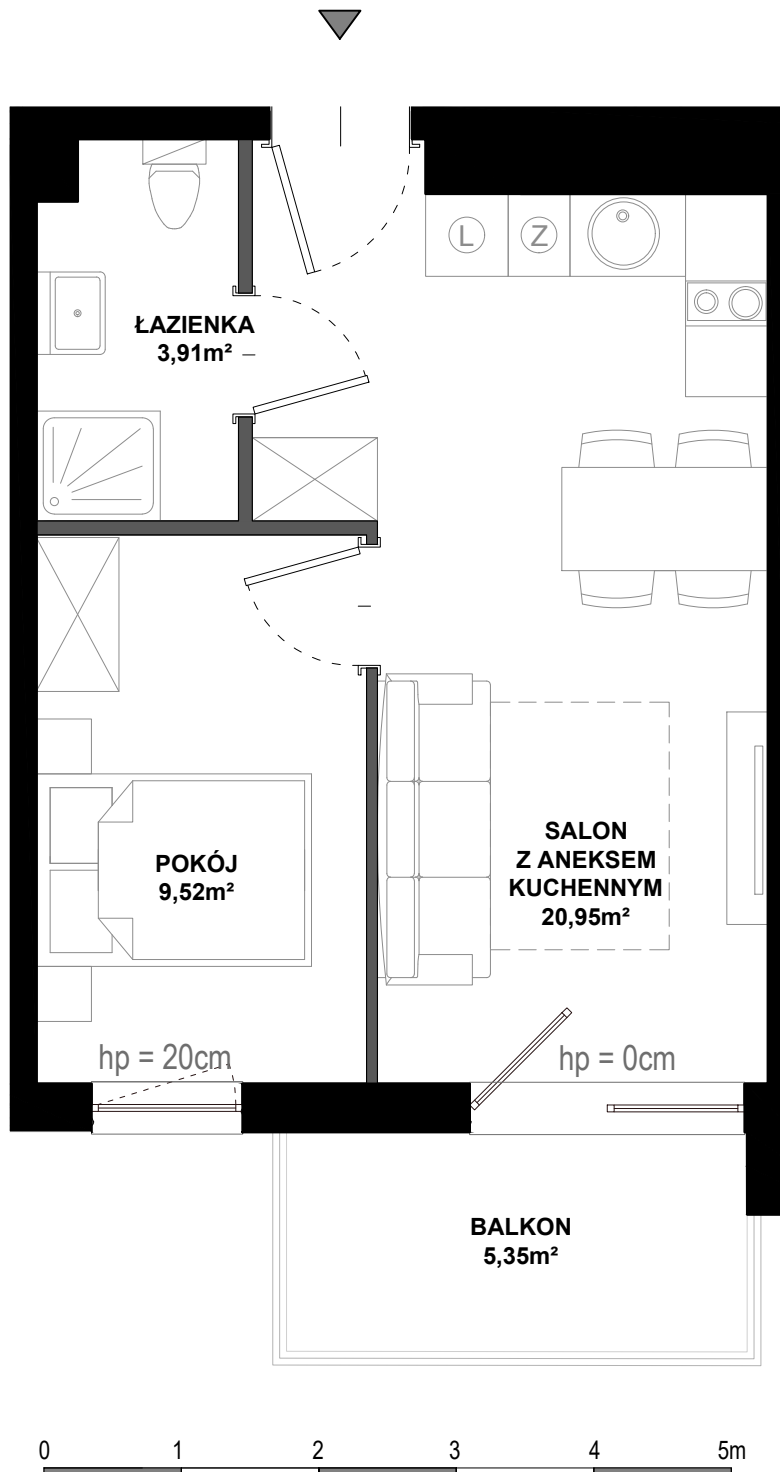 L
Z
ŁAZIENKA
3,91m²
POKÓJ
9,52m²
SALON
Z ANEKSEM
KUCHENNYM
20,95m²
hp = 20cm
hp = 0cm
BALKON
5,35m²
0 1 2 3 4 5m